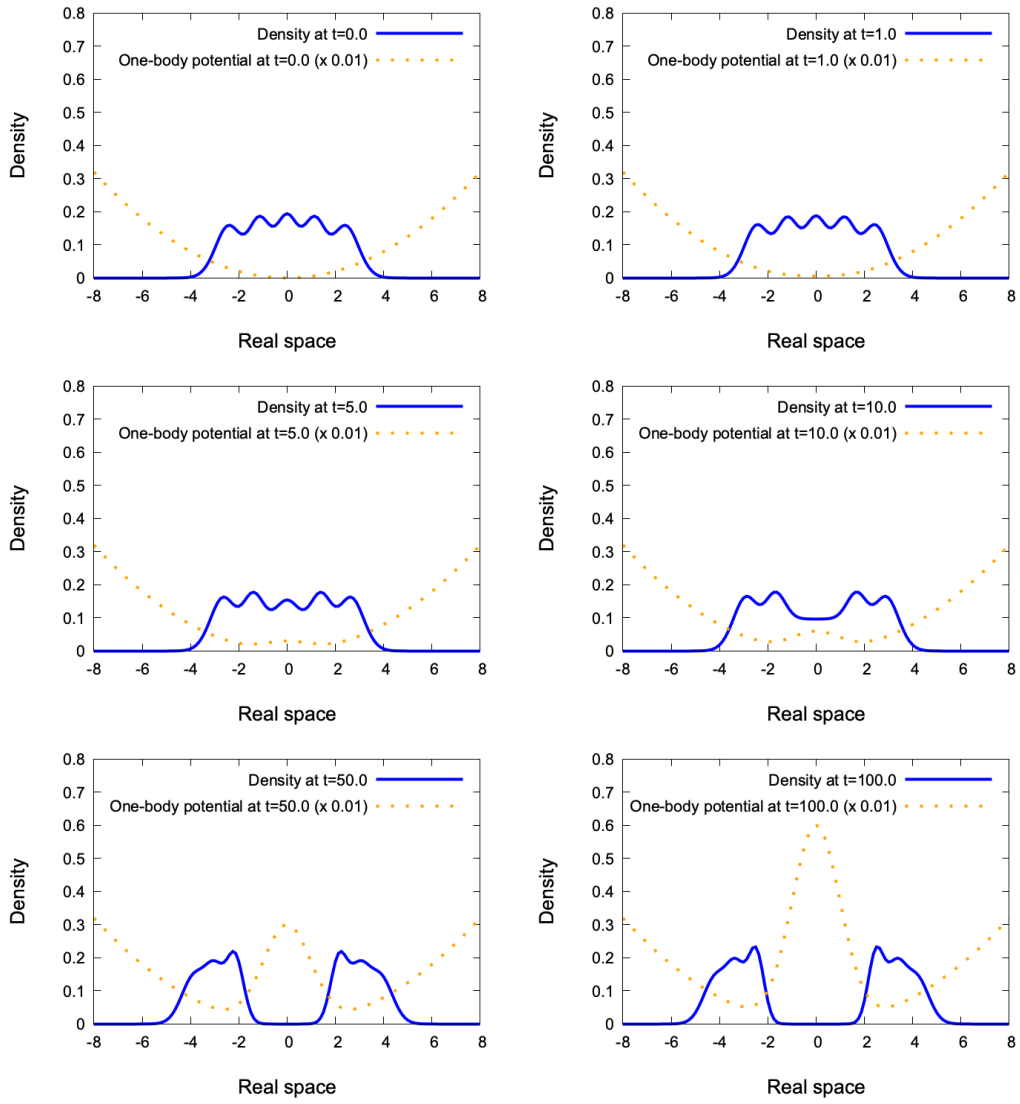 Density at t=0.0
One-body potential at t=0.0 (x 0.01)
Density
0.8
0.7
0.6
0.5
0.4
0.3
0.2
0.1
0
-8 -6 -4 -2 0 2 4 6 8
Real space
Density at t=1.0
One-body potential at t=1.0 (x 0.01)
Density
0.8
0.7
0.6
0.5
0.4
0.3
0.2
0.1
0
-8 -6 -4 -2 0 2 4 6 8
Real space
Density at t=5.0
One-body potential at t=5.0 (x 0.01)
Density
0.8
0.7
0.6
0.5
0.4
0.3
0.2
0.1
0
-8 -6 -4 -2 0 2 4 6 8
Real space
Density at t=10.0
One-body potential at t=10.0 (x 0.01)
Density
0.8
0.7
0.6
0.5
0.4
0.3
0.2
0.1
0
-8 -6 -4 -2 0 2 4 6 8
Real space
Density at t=50.0
One-body potential at t=50.0 (x 0.01)
Density
0.8
0.7
0.6
0.5
0.4
0.3
0.2
0.1
0
-8 -6 -4 -2 0 2 4 6 8
Real space
Density at t=100.0
One-body potential at t=100.0 (x 0.01)
Density
0.8
0.7
0.6
0.5
0.4
0.3
0.2
0.1
0
-8 -6 -4 -2 0 2 4 6 8
Real space